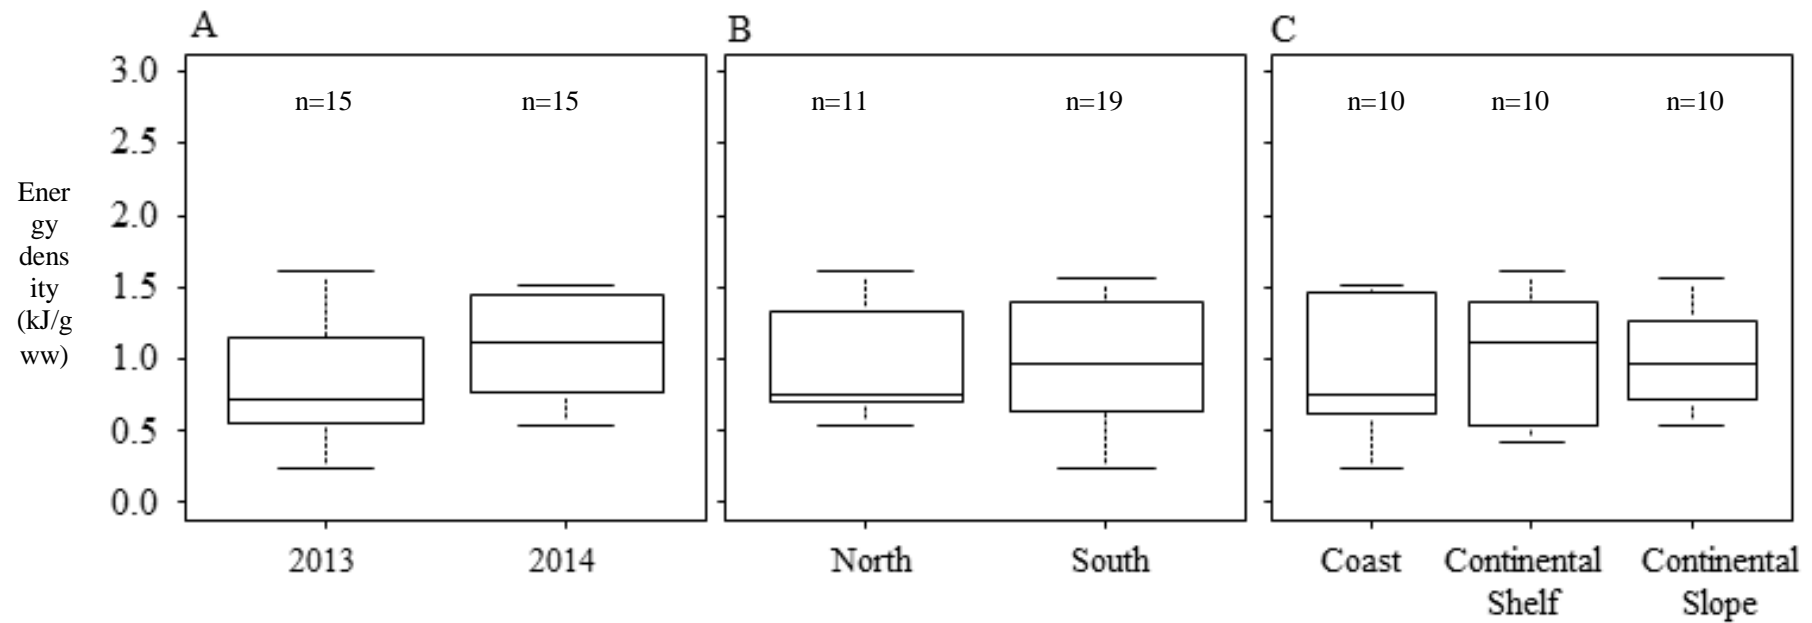 A
B
C
3.0
2.5
2.0
1.5
1.0
0.5
0.0
Ener
gy
dens
ity
(kJ/g
ww)
n=15
n=15
n=11
n=19
n=10
n=10
n=10
2013
2014
North
South
Coast
Continental
Shelf
Continental
Slope